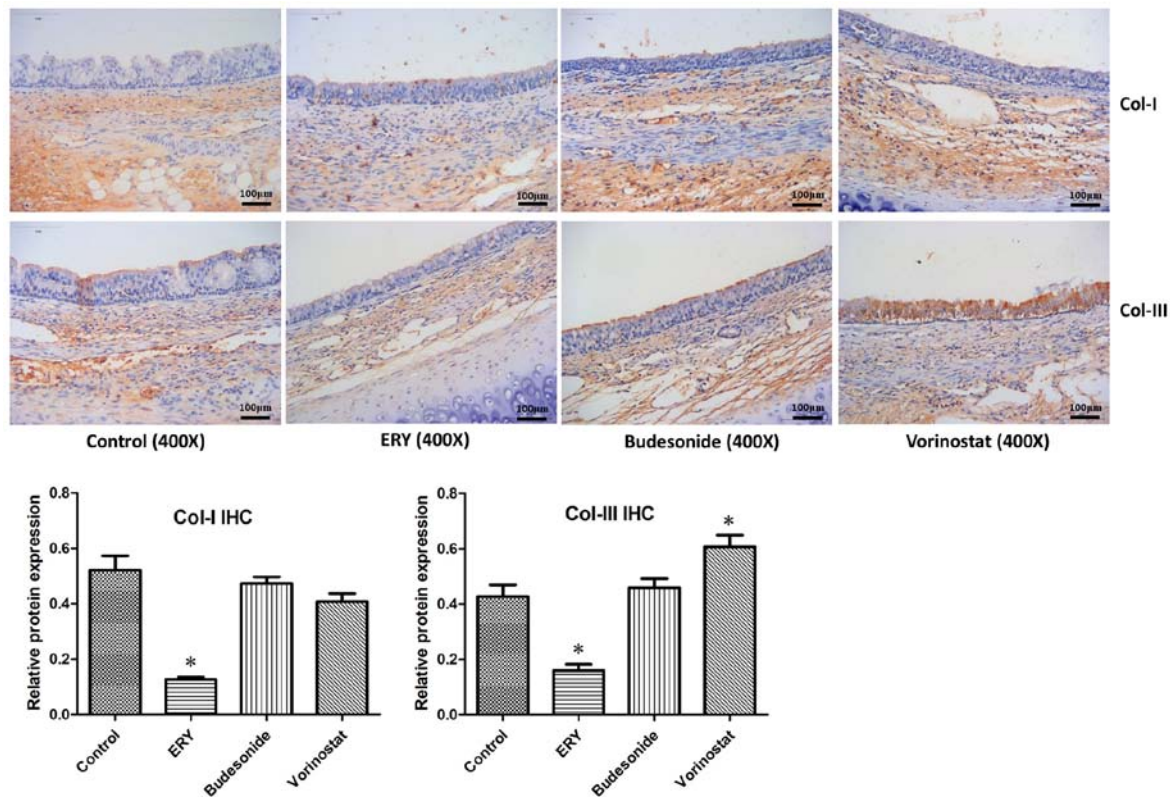 100μm 100μm 100μm 100μm
Col-I
100μm 100μm 100μm 100μm
Col-III
Control (400X) ERY (400X) Budesonide (400X) Vorinostat (400X)
Col-I IHC
Relative protein expression
0.8
0.6
0.4
0.2
0.0
*
Control
ERY
Budesonide
Vorinostat
Col-III IHC
Relative protein expression
0.8
0.6
0.4
0.2
0.0
*
*
Control
ERY
Budesonide
Vorinostat